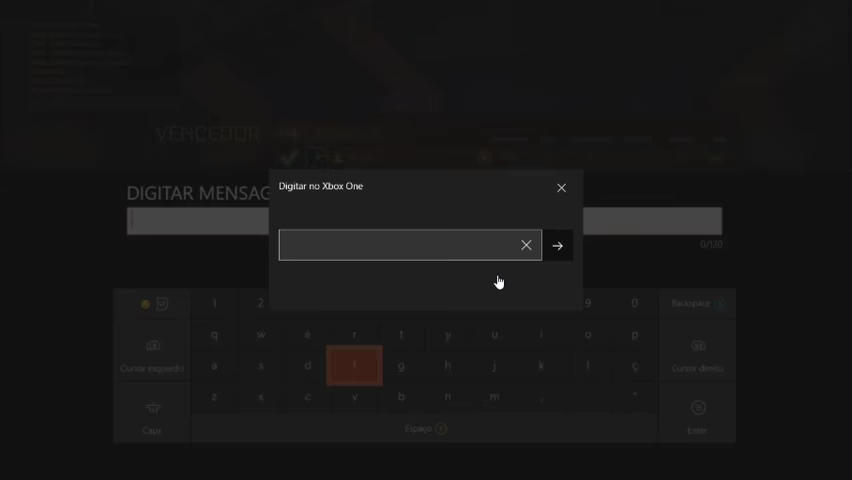 VENCEDOR
DIGITAR MENSAG
Digitar no Xbox One
0/120
1 2 9 0 Backspace
q w e r t y u i o p
Cursor esquerdo a s d f g h j k l ç Cursor direito
z x c v b n m ,
Caps Espaço Enter